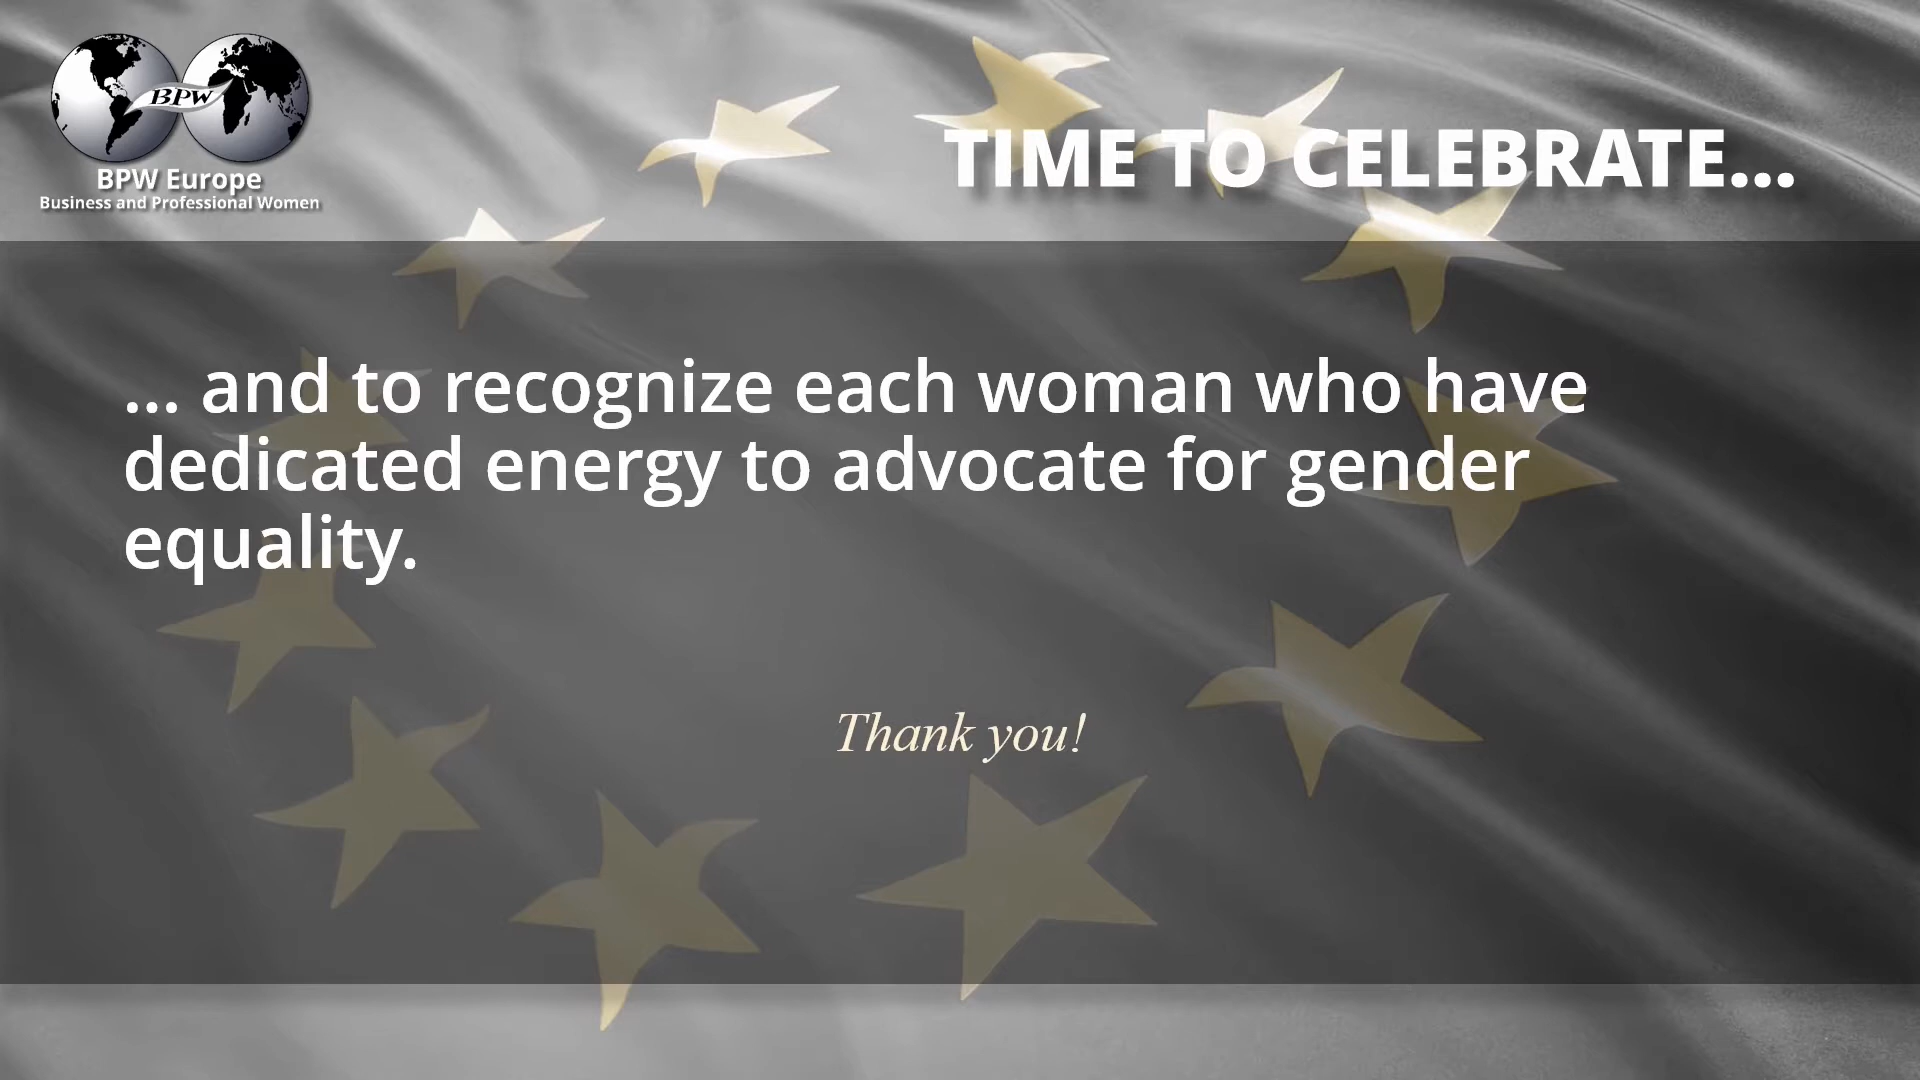 BPW
BPW Europe
Business and Professional Women
TIME TO CELEBRATE...
... and to recognize each woman who have
dedicated energy to advocate for gender
equality.
Thank you!